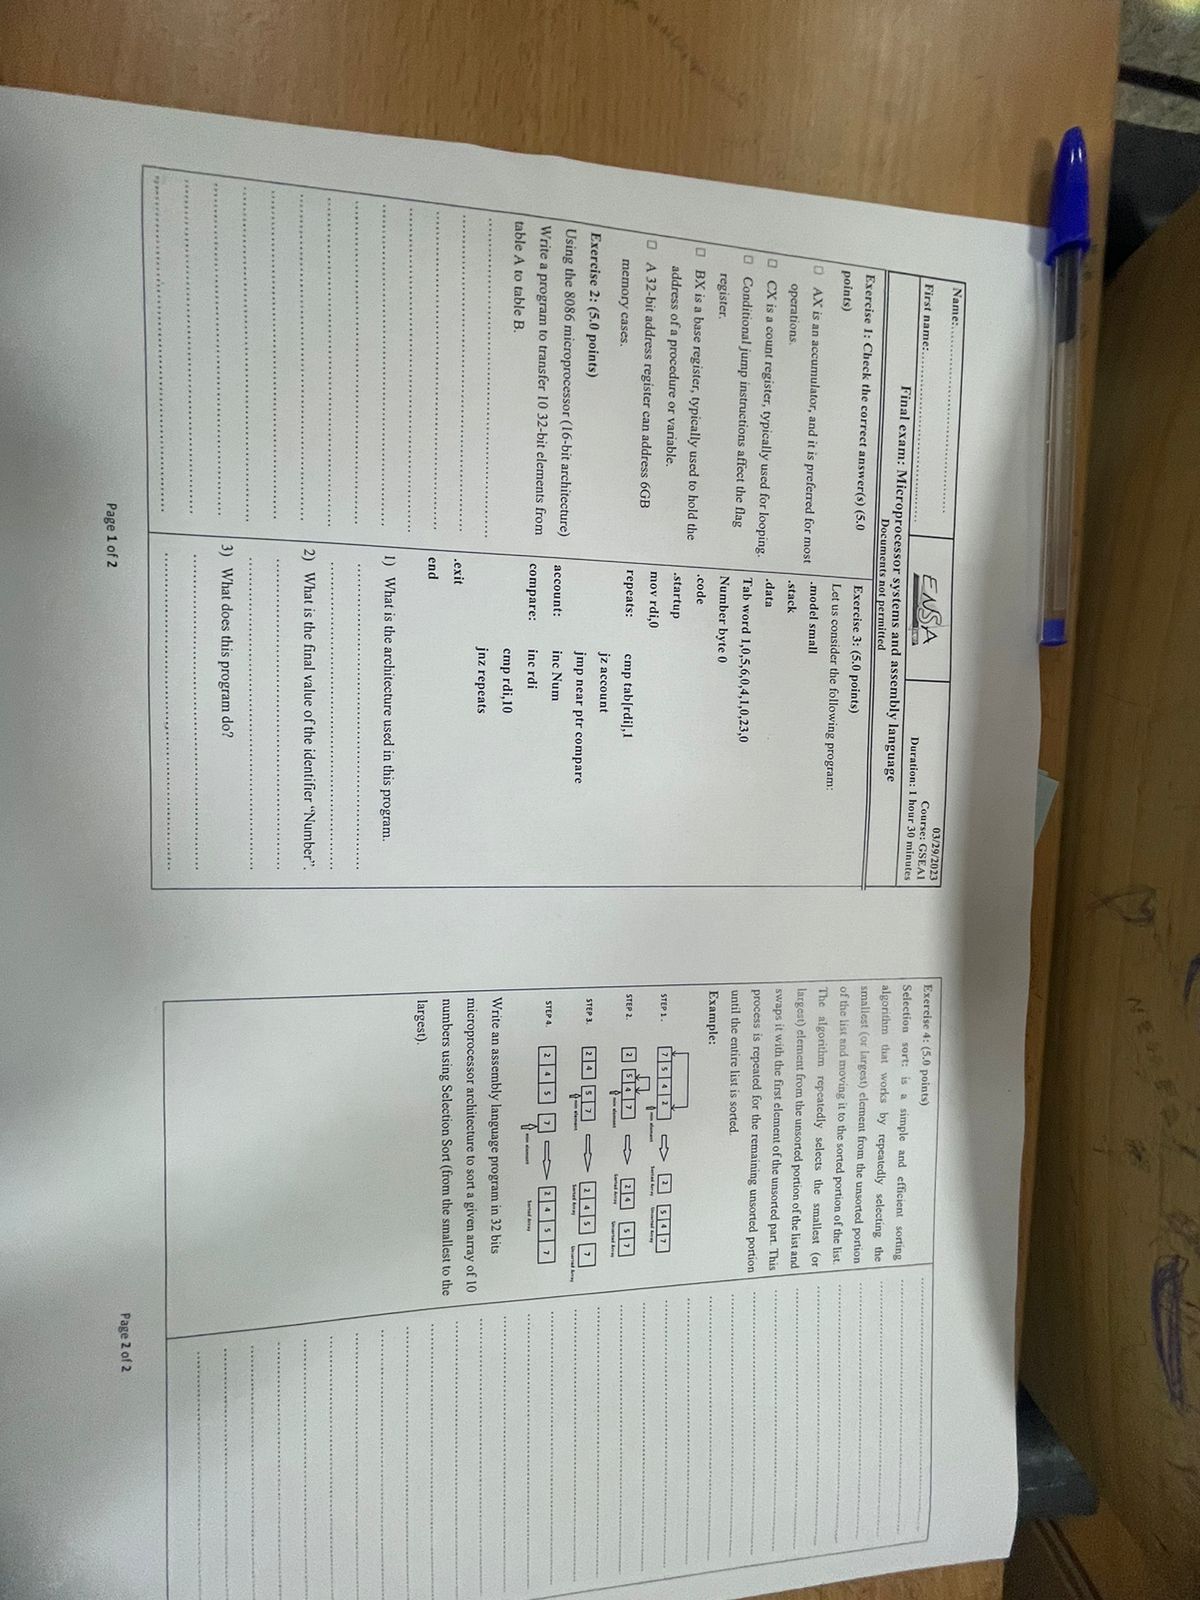 NESRE
Name:..........................................
First name:..........................................
ENSA
03/29/2023
Course: GSEA1
Duration: 1 hour 30 minutes
Final exam: Microprocessor systems and assembly language
Documents not permitted
Exercise 1: Check the correct answer(s) (5.0
points)
□ AX is an accumulator, and it is preferred for most
operations.
□ CX is a count register, typically used for looping.
□ Conditional jump instructions affect the flag
register.
□ BX is a base register, typically used to hold the
address of a procedure or variable.
□ A 32-bit address register can address 6GB
memory cases.
Exercise 2: (5.0 points)
Using the 8086 microprocessor (16-bit architecture)
Write a program to transfer 10 32-bit elements from
table A to table B.
Exercise 3: (5.0 points)
Let us consider the following program:
.model small
.stack
.data
Tab word 1,0,5,6,0,4,1,0,23,0
Number byte 0
.code
.startup
mov rdi,0
repeats: cmp tab[rdi],1
jz account
jmp near ptr compare
account: inc Num
compare: inc rdi
cmp rdi,10
jnz repeats
.exit
end
1) What is the architecture used in this program.
2) What is the final value of the identifier “Number”.
3) What does this program do?
Page 1 of 2
Exercise 4: (5.0 points)
Selection sort: is a simple and efficient sorting
algorithm that works by repeatedly selecting the
smallest (or largest) element from the unsorted portion
of the list and moving it to the sorted portion of the list.
The algorithm repeatedly selects the smallest (or
largest) element from the unsorted portion of the list and
swaps it with the first element of the unsorted part. This
process is repeated for the remaining unsorted portion
until the entire list is sorted.
Example:
STEP 1. 7 5 4 2 2 5 4 7
min element Sorted Array Unsorted Array
STEP 2. 2 5 4 7 2 4 5 7
min element Sorted Array Unsorted Array
STEP 3. 2 4 5 7 2 4 5 7
min element Sorted Array Unsorted Array
STEP 4. 2 4 5 7 2 4 5 7
min element Sorted Array
Write an assembly language program in 32 bits
microprocessor architecture to sort a given array of 10
numbers using Selection Sort (from the smallest to the
largest).
Page 2 of 2